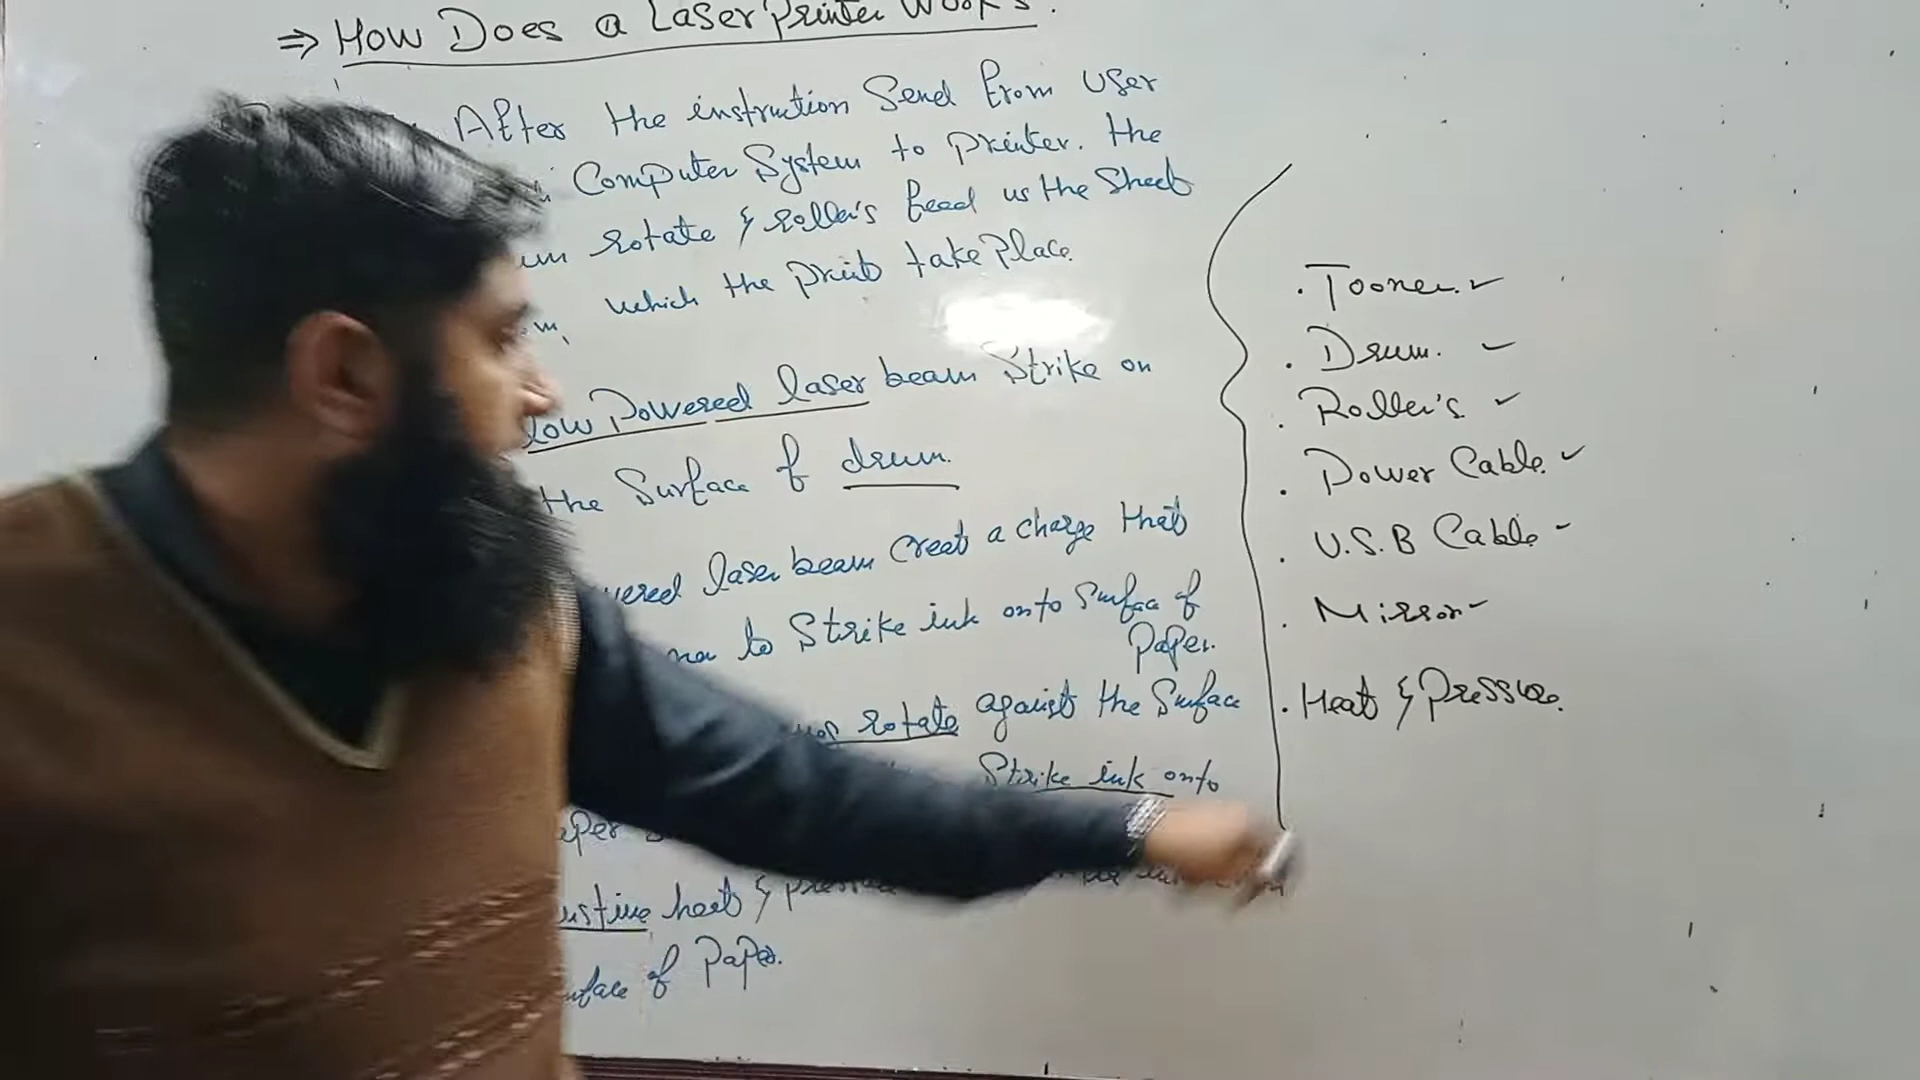 ⇒ How Does a Laser Printer Works.
After the instruction Send from user
Computer System to printer. the
rotate & roller's feed us the Sheet
which the print take place.
low powered laser beam Strike on
the Surface of drum.
laser beam creat a charge that
to Strike ink onto Surface of
paper.
rotate against the Surface
Strike ink onto
heat &
of Paper.
. Tooner. ✓
. Drum. -
. Roller's ✓
. Power Cable. ✓
. U.S.B Cable -
. Mirror -
. Heat & Pressure.